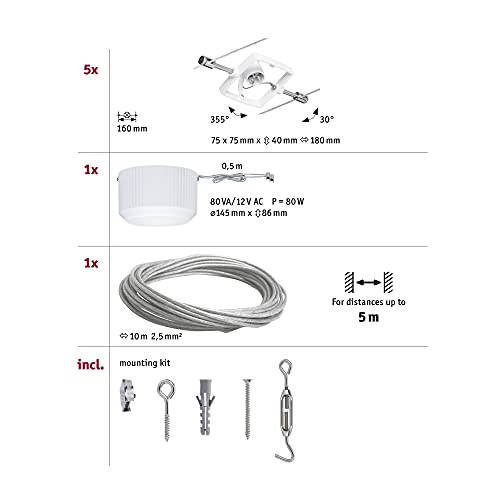 5x
160 mm
355°
30°
75 x 75 mm x ⇕ 40 mm ⇔ 180 mm
1x
0,5 m
80 VA/12 V AC P = 80 W
⌀145 mm x ⇕86 mm
1x
⇔ 10 m 2,5 mm²
For distances up to
5 m
incl.
mounting kit